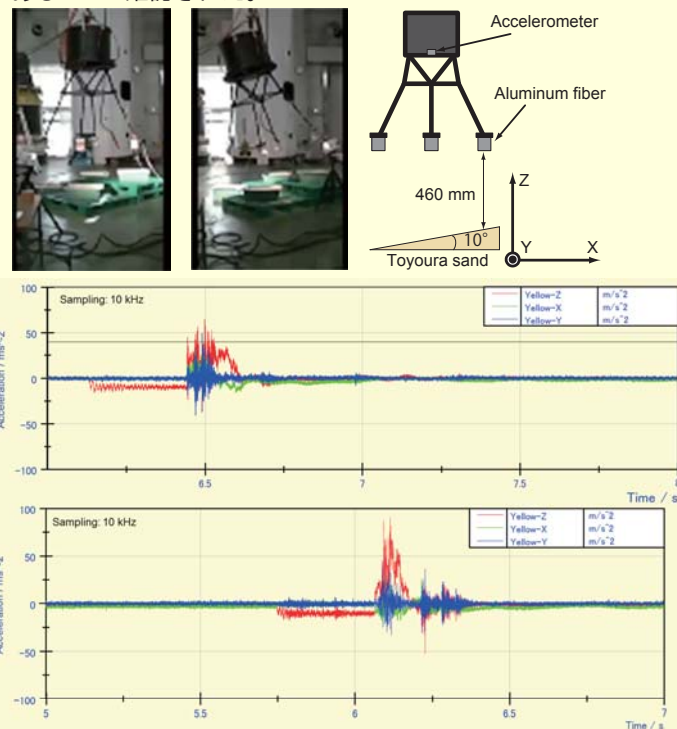 Accelerometer
Aluminum fiber
460 mm
Z
10°
Y
X
Toyoura sand
100
50
0
-50
-100
Sampling: 10 kHz
Yellow-Z m/s^2
Yellow-X m/s^2
Yellow-Y m/s^2
6.5
7
7.5
Time / s
100
50
0
-50
-100
Sampling: 10 kHz
Yellow-Z m/s^2
Yellow-X m/s^2
Yellow-Y m/s^2
5
5.5
6
6.5
7
Time / s